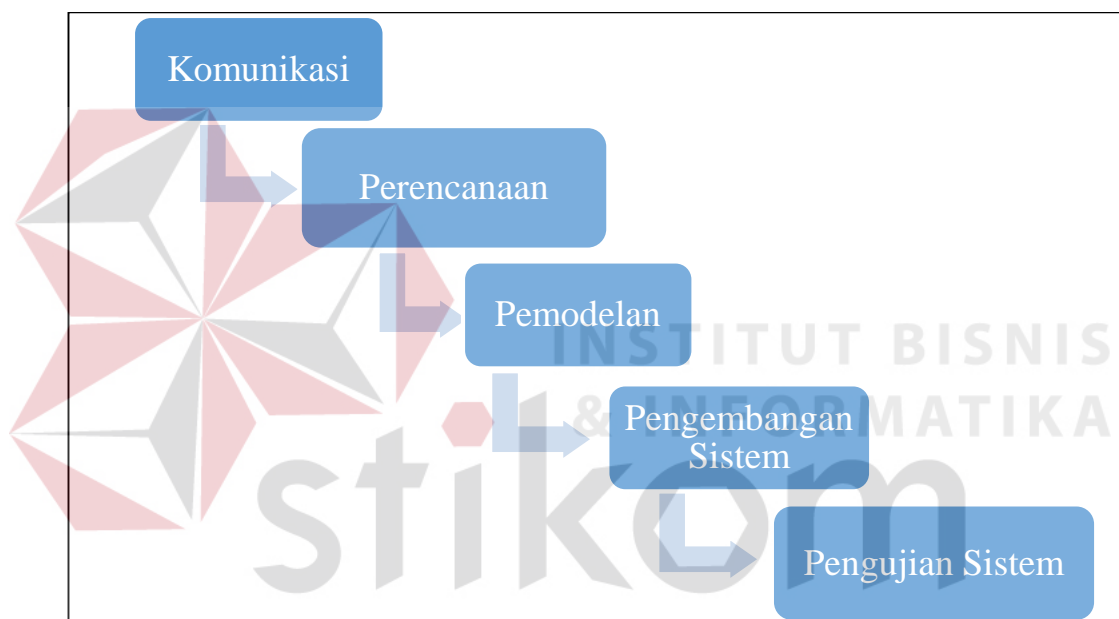 Komunikasi
Perencanaan
Pemodelan
INSTITUT BISNIS
& INFORMATIKA
Pengembangan
Sistem
stikom
Pengujian Sistem